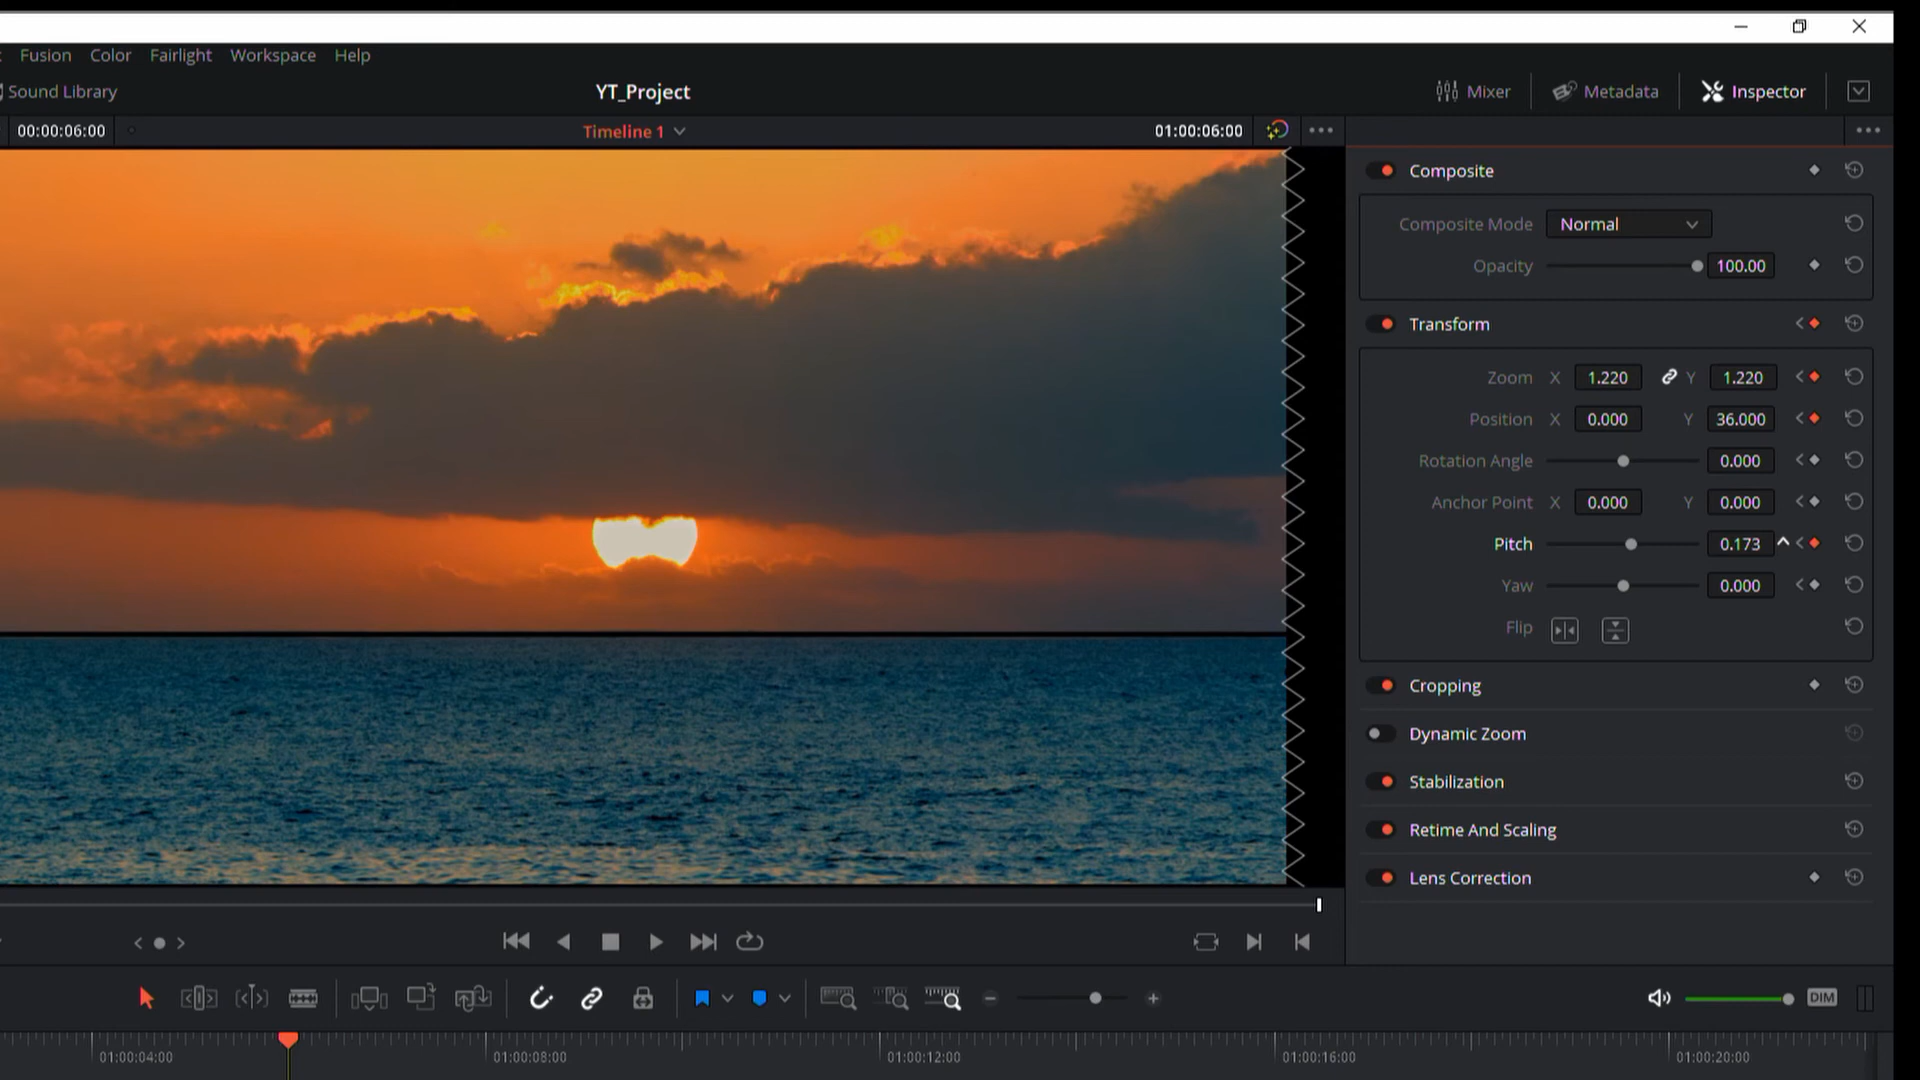 Fusion Color Fairlight Workspace Help
Sound Library YT_Project Mixer Metadata Inspector
00:00:06:00 Timeline 1 01:00:06:00
Composite
Composite Mode Normal
Opacity 100.00
Transform
Zoom X 1.220 Y 1.220
Position X 0.000 Y 36.000
Rotation Angle 0.000
Anchor Point X 0.000 Y 0.000
Pitch 0.173
Yaw 0.000
Flip
Cropping
Dynamic Zoom
Stabilization
Retime And Scaling
Lens Correction
DIM
01:00:04:00 01:00:08:00 01:00:12:00 01:00:16:00 01:00:20:00